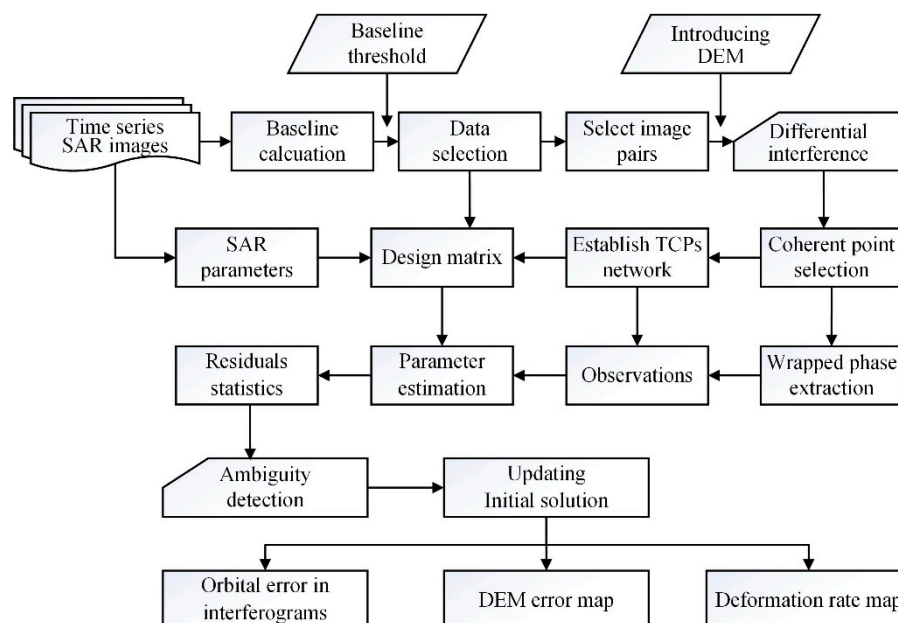 Baseline
threshold
Introducing
DEM
Time series
SAR images
Baseline
calcuation
Data
selection
Select image
pairs
Differential
interference
SAR
parameters
Design matrix
Establish TCPs
network
Coherent point
selection
Residuals
statistics
Parameter
estimation
Observations
Wrapped phase
extraction
Ambiguity
detection
Updating
Initial solution
Orbital error in
interferograms
DEM error map
Deformation rate map